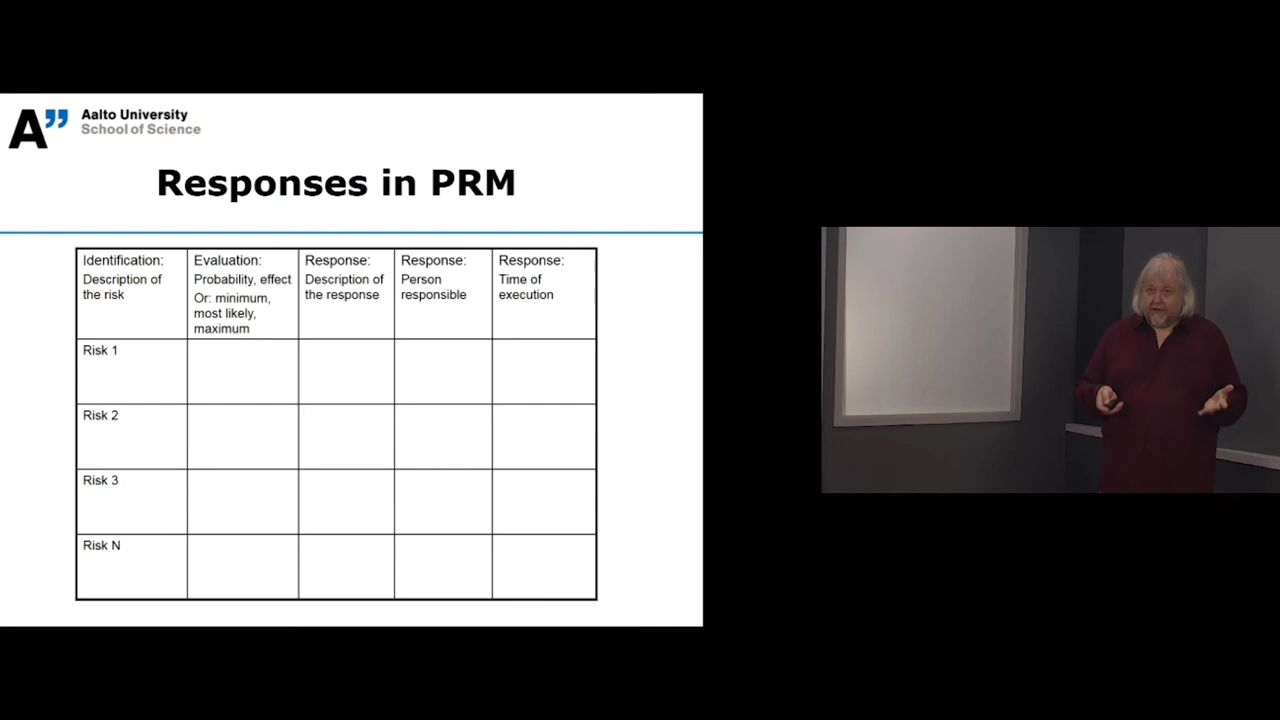 Aalto University
School of Science
Responses in PRM
Identification:
Description of
the risk
Evaluation:
Probability, effect
Or: minimum,
most likely,
maximum
Response:
Description of
the response
Response:
Person
responsible
Response:
Time of
execution
Risk 1
Risk 2
Risk 3
Risk N